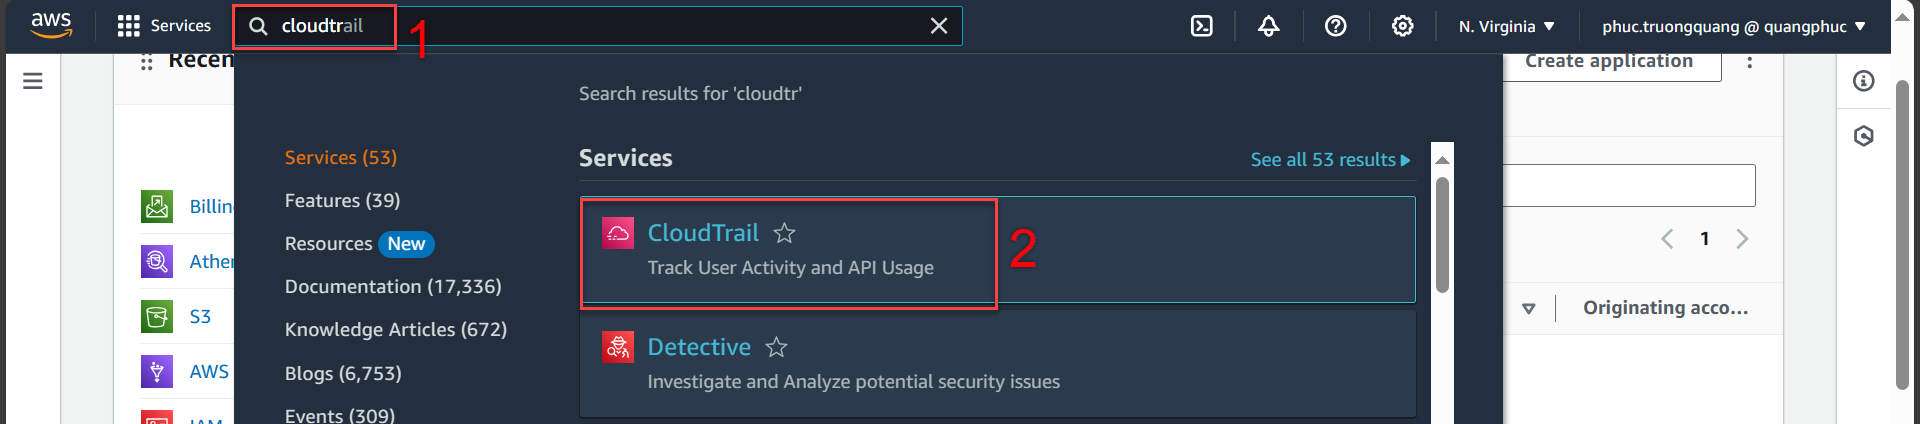 aws
Services
cloudtrail
1
N. Virginia
phuc.truongquang @ quangphuc
Recen
Create application
Search results for 'cloudtr'
Services (53)
Features (39)
Resources New
Documentation (17,336)
Knowledge Articles (672)
Blogs (6,753)
Events (309)
Services
See all 53 results
CloudTrail
Track User Activity and API Usage
2
Detective
Investigate and Analyze potential security issues
Billin
Ather
S3
AWS
IAM
1
Originating acco...